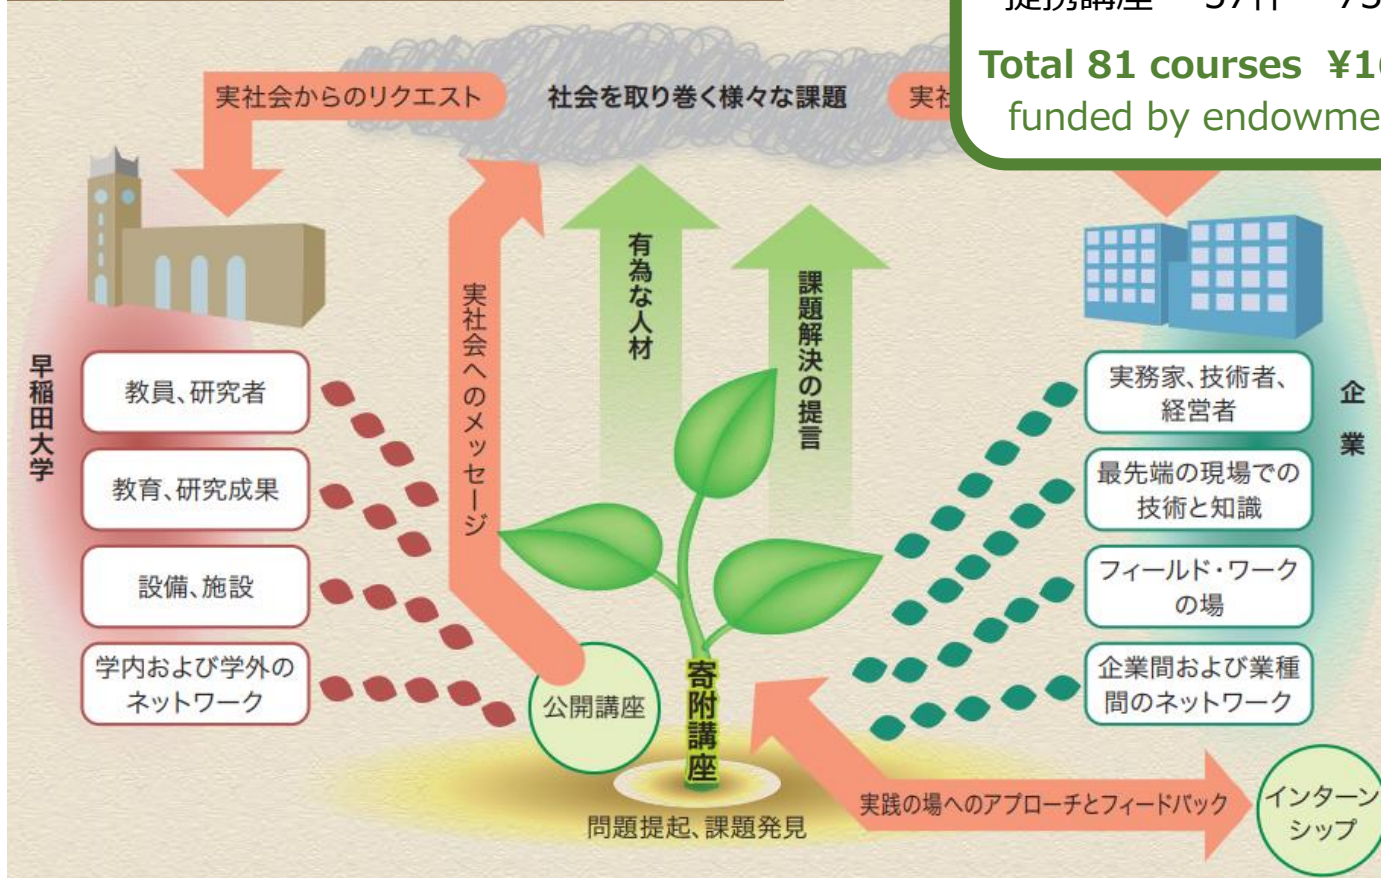 提携講座 57件
Total 81 courses
funded by
実社会からのリクエスト
社会を取り巻く様々な課題
有為な人材
課題解決の提言
実社会へのメッセージ
早稲田大学
教員、研究者
教育、研究成果
設備、施設
学内および学外の
ネットワーク
企業
実務家、技術者、
経営者
最先端の現場での
技術と知識
フィールド・ワーク
の場
企業間および業種
間のネットワーク
公開講座
寄附講座
問題提起、課題発見
実践の場へのアプローチとフィードバック
インターン
シップ